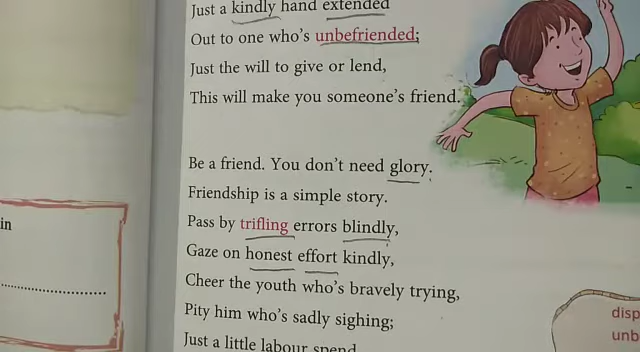 Just a kindly hand extended
Out to one who's unbefriended;
Just the will to give or lend,
This will make you someone's friend.
Be a friend. You don't need glory.
Friendship is a simple story.
Pass by trifling errors blindly,
Gaze on honest effort kindly,
Cheer the youth who's bravely trying,
Pity him who's sadly sighing;
Just a little labour spend
in
disp
unb